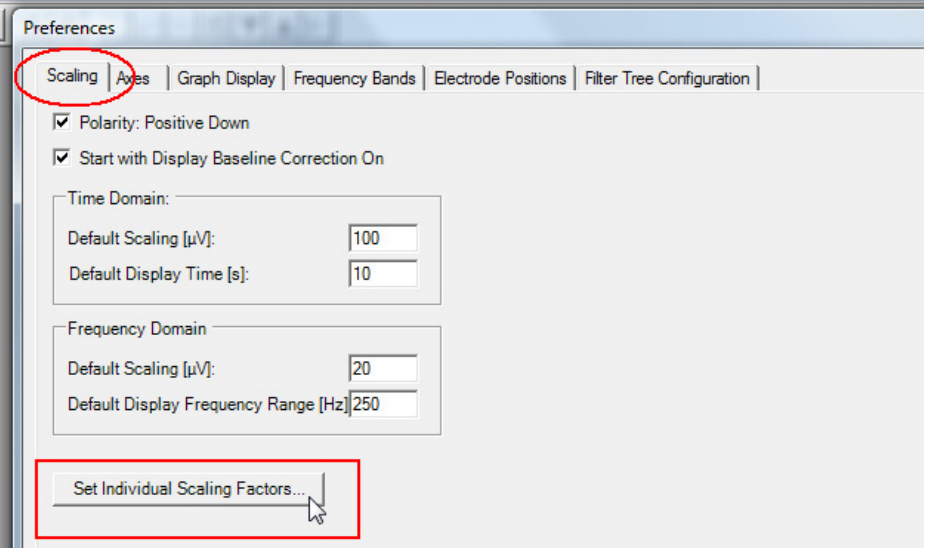 Preferences
Scaling Axes Graph Display Frequency Bands Electrode Positions Filter Tree Configuration
Polarity: Positive Down
Start with Display Baseline Correction On
Time Domain:
Default Scaling [µV]: 100
Default Display Time [s]: 10
Frequency Domain
Default Scaling [µV]: 20
Default Display Frequency Range [Hz] 250
Set Individual Scaling Factors...